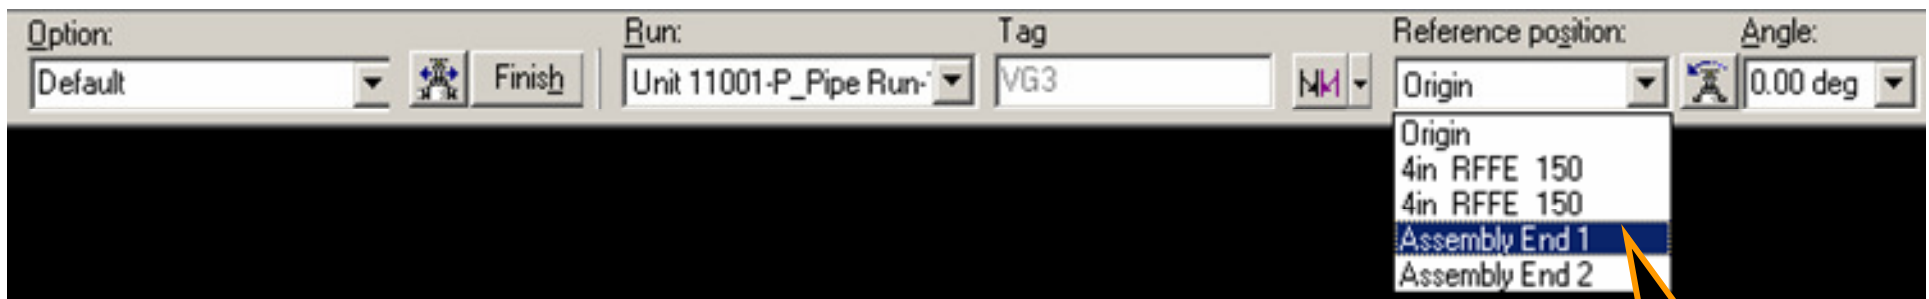 Option: Run: Tag Reference position: Angle:
Default Finish Unit 11001-P_Pipe Run- VG3 Origin 0.00 deg
Origin
4in RFFE 150
4in RFFE 150
Assembly End 1
Assembly End 2